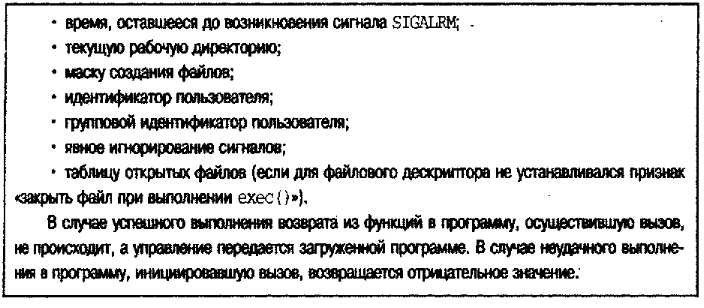 • время, оставшееся до возникновения сигнала SIGALRM;
• текущую рабочую директорию;
• маску создания файлов;
• идентификатор пользователя;
• групповой идентификатор пользователя;
• явное игнорирование сигналов;
• таблицу открытых файлов (если для файлового дескриптора не устанавливался признак
«закрыть файл при выполнении exec()»).
В случае успешного выполнения возврата из функций в программу, осуществившую вызов,
не происходит, а управление передается загруженной программе. В случае неудачного выполне-
ния в программу, инициировавшую вызов, возвращается отрицательное значение.